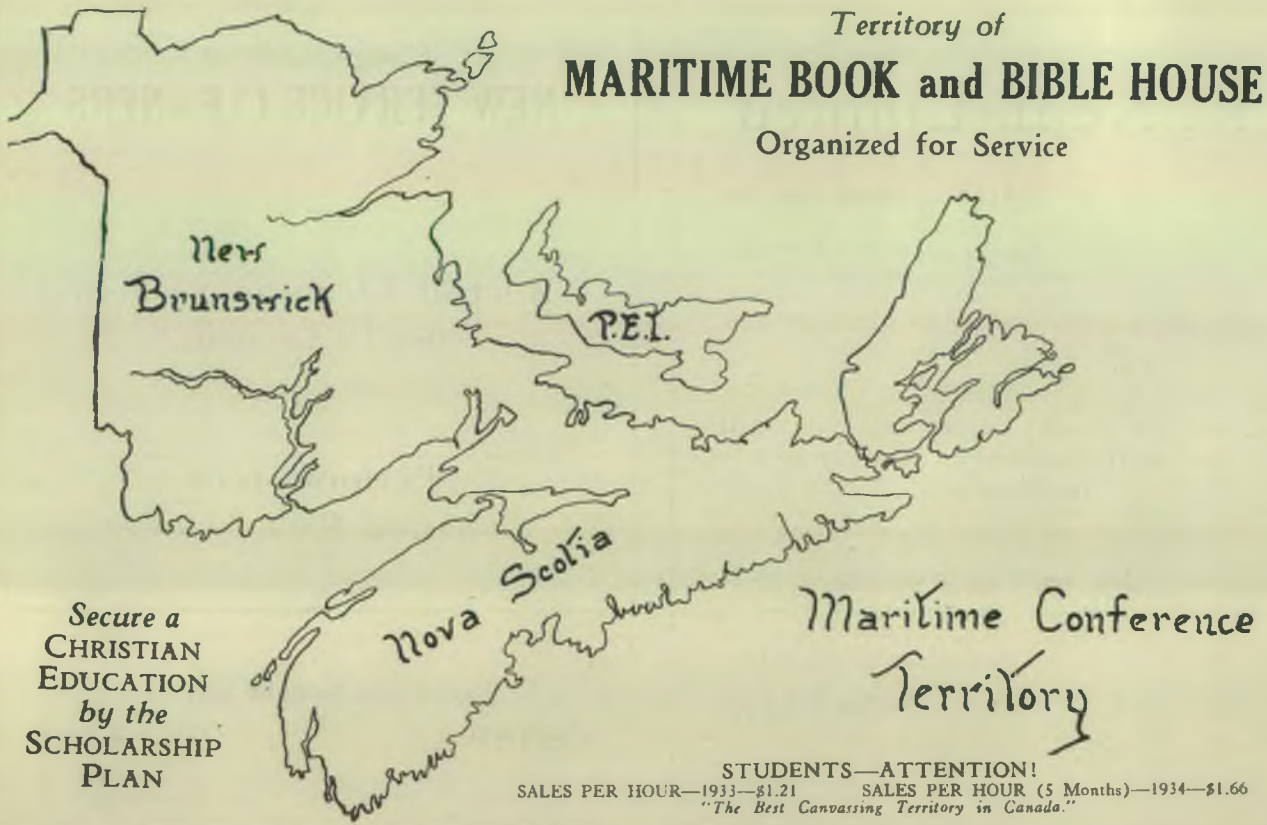 Territory of
MARITIME BOOK and BIBLE HOUSE
Organized for Service
New
Brunswick
P.E.I.
Nova Scotia
Maritime Conference
Territory
Secure a
CHRISTIAN
EDUCATION
by the
SCHOLARSHIP
PLAN
STUDENTS—ATTENTION!
SALES PER HOUR—1933—$1.21 SALES PER HOUR (5 Months)—1934—$1.66
"The Best Canvassing Territory in Canada."